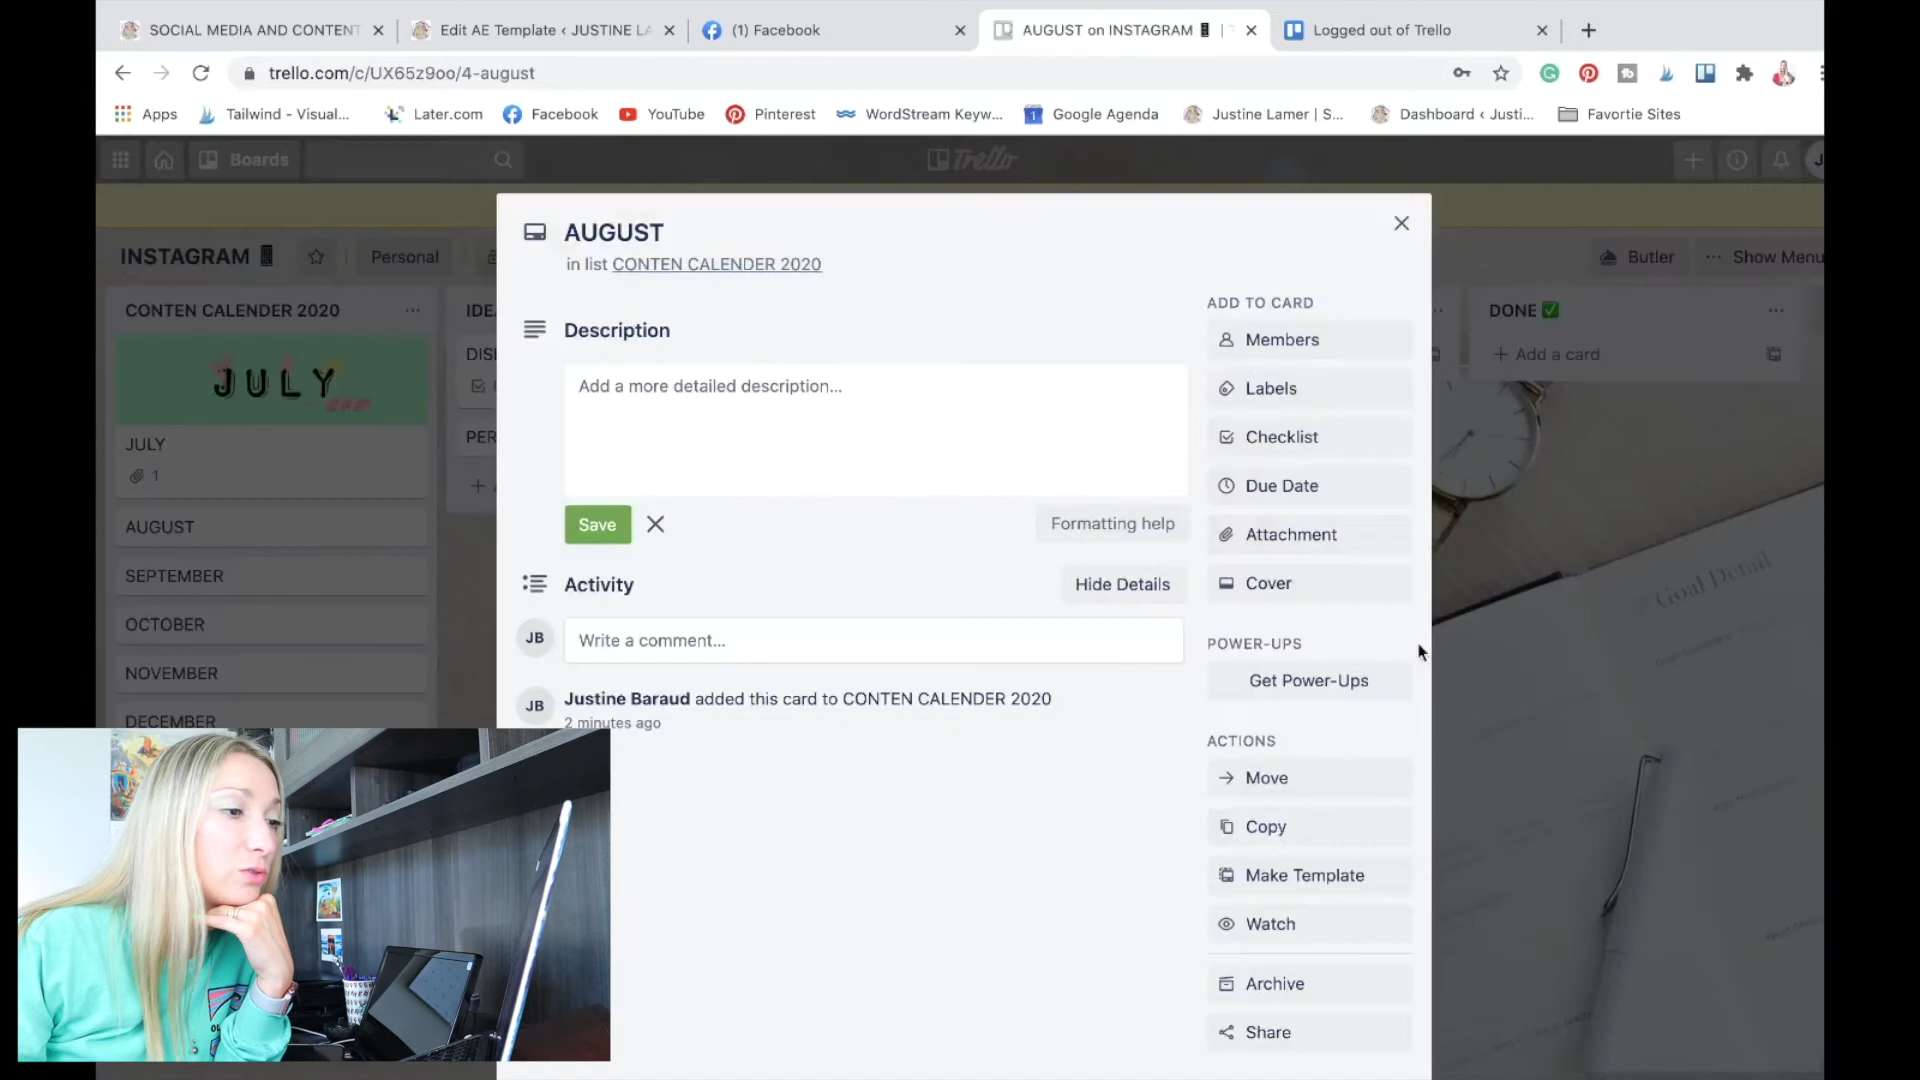 SOCIAL MEDIA AND CONTENT
Edit AE Template ‹ JUSTINE LA
(1) Facebook
AUGUST on INSTAGRAM
Logged out of Trello
trello.com/c/UX65z9oo/4-august
Apps
Tailwind - Visual...
Later.com
Facebook
YouTube
Pinterest
WordStream Keyw...
Google Agenda
Justine Lamer | S...
Dashboard ‹ Justi...
Favortie Sites
Boards
Trello
INSTAGRAM
Personal
Butler
Show Menu
CONTEN CALENDER 2020
JULY
JULY
1
AUGUST
SEPTEMBER
OCTOBER
NOVEMBER
DECEMBER
IDE
DIS
PER
AUGUST
in list CONTEN CALENDER 2020
Description
Add a more detailed description...
Save
Formatting help
Activity
Hide Details
JB
Write a comment...
JB
Justine Baraud added this card to CONTEN CALENDER 2020
2 minutes ago
ADD TO CARD
Members
Labels
Checklist
Due Date
Attachment
Cover
POWER-UPS
Get Power-Ups
ACTIONS
Move
Copy
Make Template
Watch
Archive
Share
DONE ✅
Add a card
Goal Detail